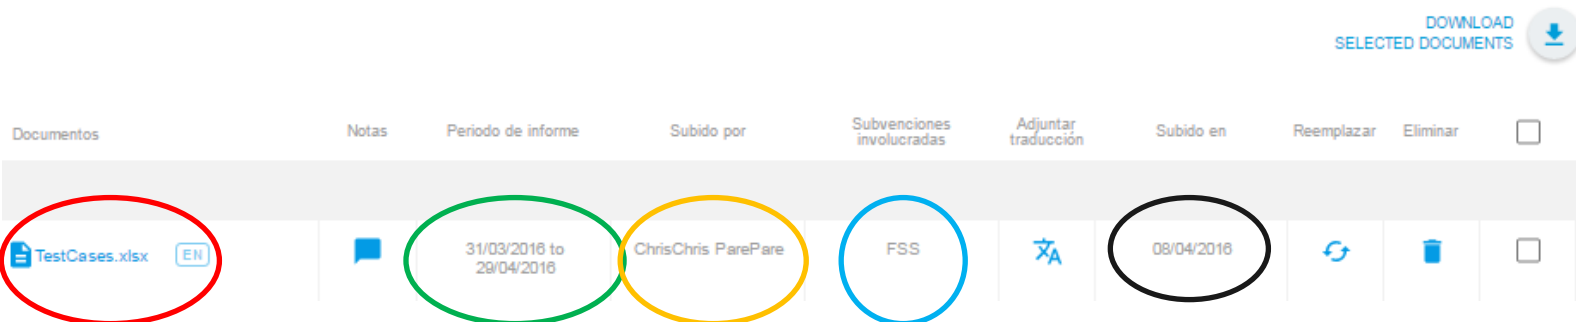 DOWNLOAD
SELECTED DOCUMENTS
Documentos
Notas
Periodo de informe
Subido por
Subvenciones
involucradas
Adjuntar
traducción
Subido en
Reemplazar
Eliminar
TestCases.xlsx
EN
31/03/2016 to
29/04/2016
ChrisChris ParePare
FSS
08/04/2016